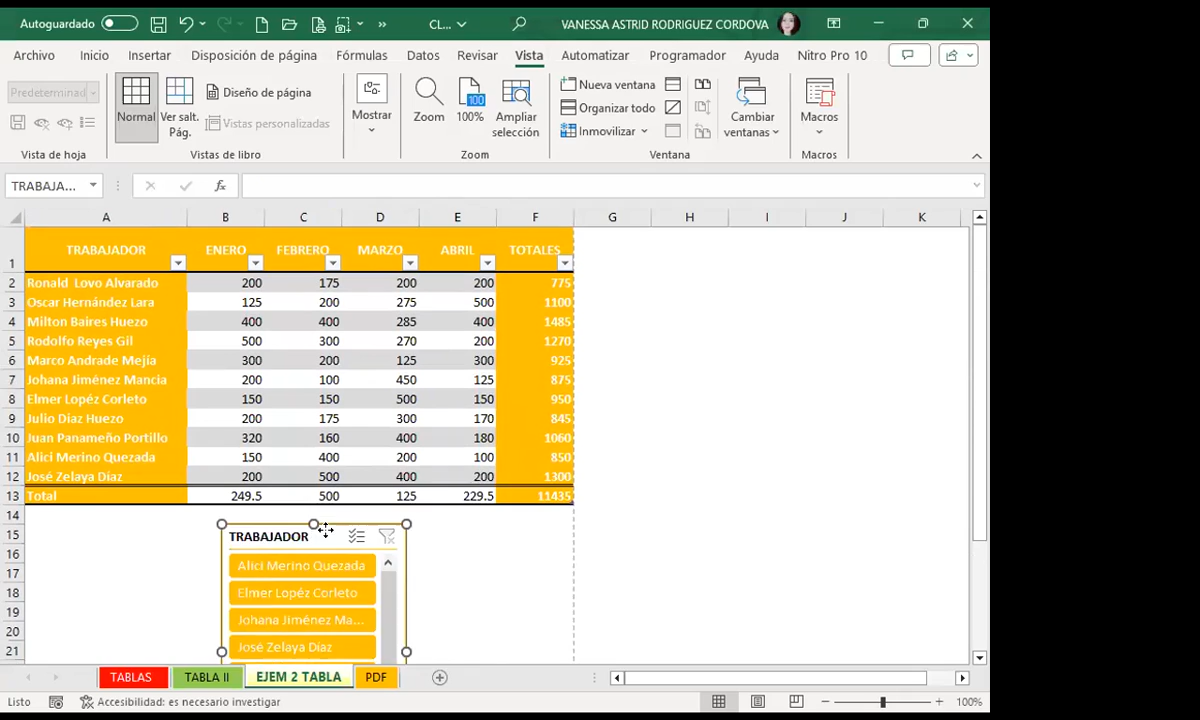 Autoguardado CL... VANESSA ASTRID RODRIGUEZ CORDOVA
Archivo Inicio Insertar Disposición de página Fórmulas Datos Revisar Vista Automatizar Programador Ayuda Nitro Pro 10
Predeterminad
Normal
Ver salt. Pág.
Diseño de página
Vistas personalizadas
Mostrar
Zoom
100
100%
Ampliar selección
Nueva ventana
Organizar todo
Inmovilizar
Cambiar ventanas
Macros
Vista de hoja Vistas de libro Zoom Ventana Macros
TRABAJA... fx
A B C D E F G H I J K
1 TRABAJADOR ENERO FEBRERO MARZO ABRIL TOTALES
2 Ronald Lovo Alvarado 200 175 200 200 775
3 Oscar Hernández Lara 125 200 275 500 1100
4 Milton Baires Huezo 400 400 285 400 1485
5 Rodolfo Reyes Gil 500 300 270 200 1270
6 Marco Andrade Mejía 300 200 125 300 925
7 Johana Jiménez Mancia 200 100 450 125 875
8 Elmer Lopéz Corleto 150 150 500 150 950
9 Julio Diaz Huezo 200 175 300 170 845
10 Juan Panameño Portillo 320 160 400 180 1060
11 Alici Merino Quezada 150 400 200 100 850
12 José Zelaya Díaz 200 500 400 200 1300
13 Total 249.5 500 125 229.5 11435
14
15 TRABAJADOR
16
17 Alici Merino Quezada
18 Elmer Lopéz Corleto
19 Johana Jiménez Ma...
20
21 José Zelaya Díaz
TABLAS TABLA II EJEM 2 TABLA PDF
Listo Accesibilidad: es necesario investigar 100%